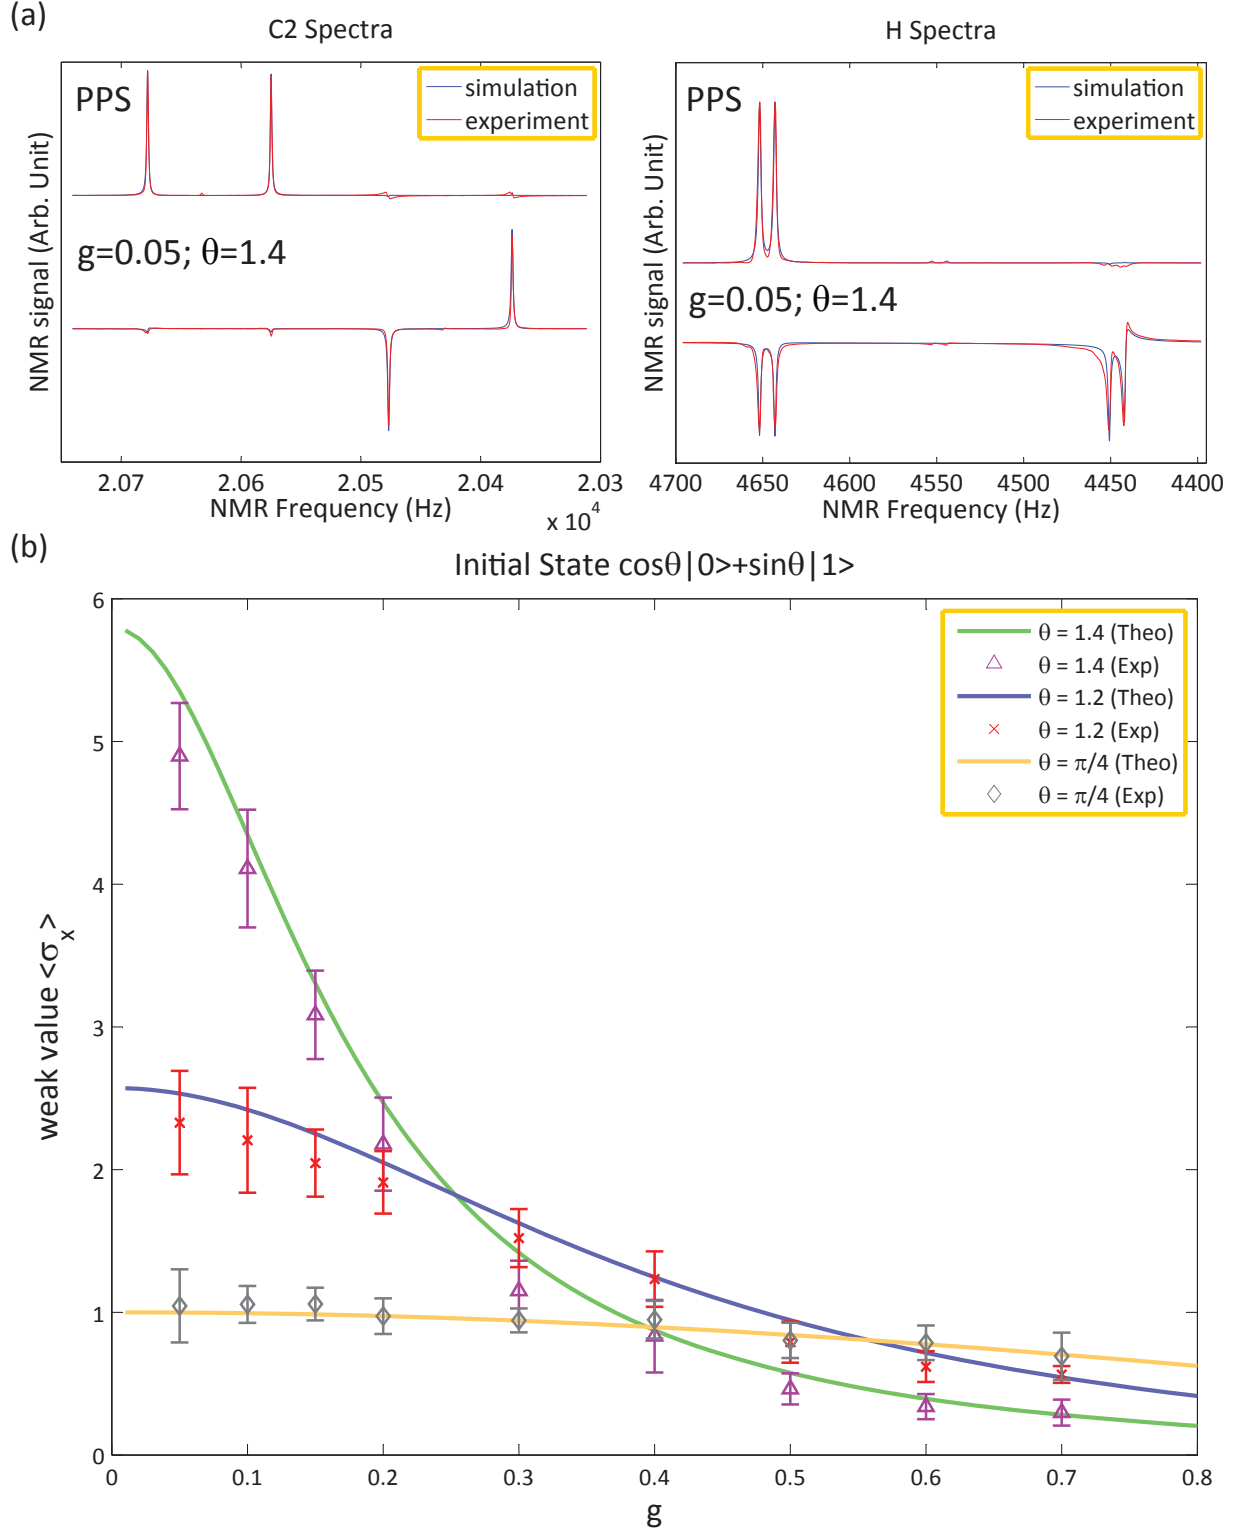 (a)
C2 Spectra
H Spectra
PPS
simulation
experiment
g=0.05; θ=1.4
NMR signal (Arb. Unit)
2.07 2.06 2.05 2.04 2.03
NMR Frequency (Hz)
x 10^4
PPS
simulation
experiment
g=0.05; θ=1.4
NMR signal (Arb. Unit)
4700 4650 4600 4550 4500 4450 4400
NMR Frequency (Hz)
(b)
Initial State cosθ|0>+sinθ|1>
6
5
4
3
2
1
0
weak value <σ_x>
θ = 1.4 (Theo)
θ = 1.4 (Exp)
θ = 1.2 (Theo)
θ = 1.2 (Exp)
θ = π/4 (Theo)
θ = π/4 (Exp)
0 0.1 0.2 0.3 0.4 0.5 0.6 0.7 0.8
g